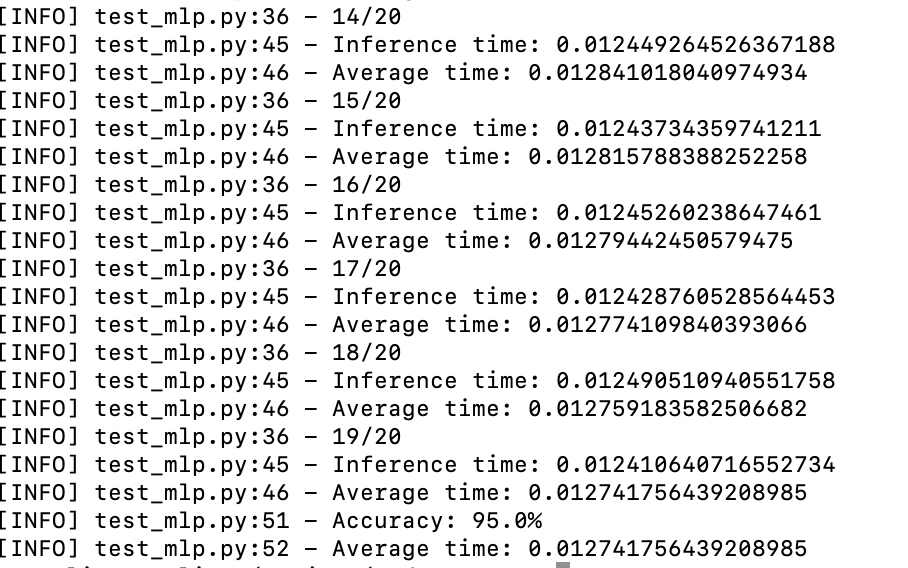 [INFO] test_mlp.py:36 – 14/20
[INFO] test_mlp.py:45 – Inference time: 0.012449264526367188
[INFO] test_mlp.py:46 – Average time: 0.012841018040974934
[INFO] test_mlp.py:36 – 15/20
[INFO] test_mlp.py:45 – Inference time: 0.01243734359741211
[INFO] test_mlp.py:46 – Average time: 0.012815788388252258
[INFO] test_mlp.py:36 – 16/20
[INFO] test_mlp.py:45 – Inference time: 0.01245260238647461
[INFO] test_mlp.py:46 – Average time: 0.01279442450579475
[INFO] test_mlp.py:36 – 17/20
[INFO] test_mlp.py:45 – Inference time: 0.012428760528564453
[INFO] test_mlp.py:46 – Average time: 0.012774109840393066
[INFO] test_mlp.py:36 – 18/20
[INFO] test_mlp.py:45 – Inference time: 0.012490510940551758
[INFO] test_mlp.py:46 – Average time: 0.012759183582506682
[INFO] test_mlp.py:36 – 19/20
[INFO] test_mlp.py:45 – Inference time: 0.012410640716552734
[INFO] test_mlp.py:46 – Average time: 0.012741756439208985
[INFO] test_mlp.py:51 – Accuracy: 95.0%
[INFO] test_mlp.py:52 – Average time: 0.012741756439208985